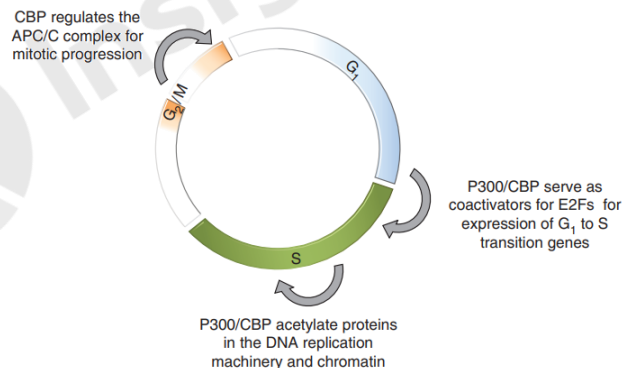 CBP regulates the
APC/C complex for
mitotic progression
G2/M
G1
P300/CBP serve as
coactivators for E2Fs for
expression of G1 to S
transition genes
S
P300/CBP acetylate proteins
in the DNA replication
machinery and chromatin